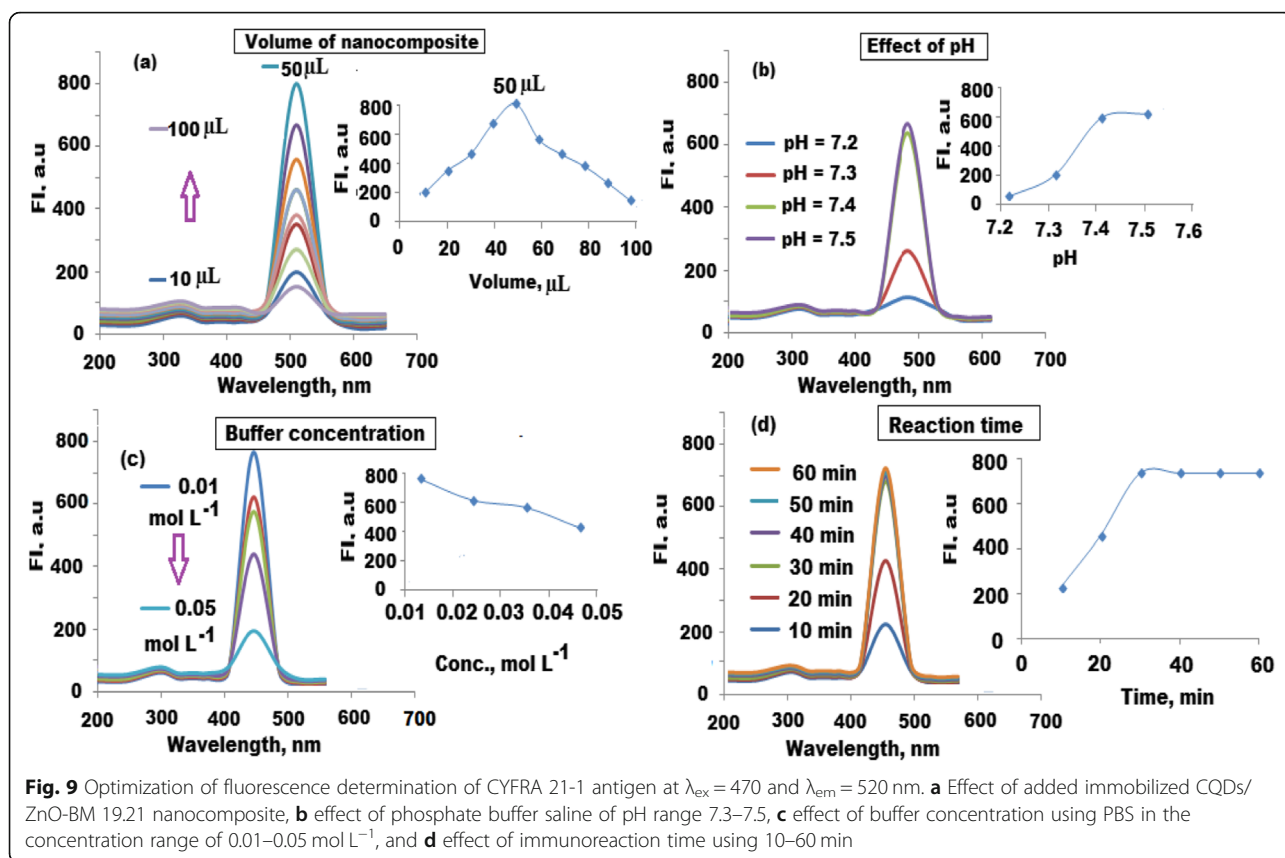 Volume of nanocomposite
(a)
FI. a.u
800
600
400
200
0
50 µL
100 µL
10 µL
200 300 400 500 600 700
Wavelength, nm
50 µL
FI. a.u
800
600
400
200
0
0 20 40 60 80 100
Volume, µL
Effect of pH
(b)
FI. a.u
800
600
400
200
0
pH = 7.2
pH = 7.3
pH = 7.4
pH = 7.5
200 300 400 500 600 700
Wavelength, nm
FI. a.u
800
600
400
200
0
7.2 7.3 7.4 7.5 7.6
pH
Buffer concentration
(c)
FI. a.u
800
600
400
200
0
0.01
mol L-1
0.05
mol L-1
200 300 400 500 600 700
Wavelength, nm
FI. a.u
800
600
400
200
0
0.01 0.02 0.03 0.04 0.05
Conc., mol L-1
Reaction time
(d)
FI. a.u
800
600
400
200
0
60 min
50 min
40 min
30 min
20 min
10 min
200 300 400 500 600 700
Wavelength, nm
FI. a.u
800
600
400
200
0
0 20 40 60
Time, min
Fig. 9 Optimization of fluorescence determination of CYFRA 21-1 antigen at λex = 470 and λem = 520 nm. a Effect of added immobilized CQDs/
ZnO-BM 19.21 nanocomposite, b effect of phosphate buffer saline of pH range 7.3–7.5, c effect of buffer concentration using PBS in the
concentration range of 0.01–0.05 mol L−1, and d effect of immunoreaction time using 10–60 min